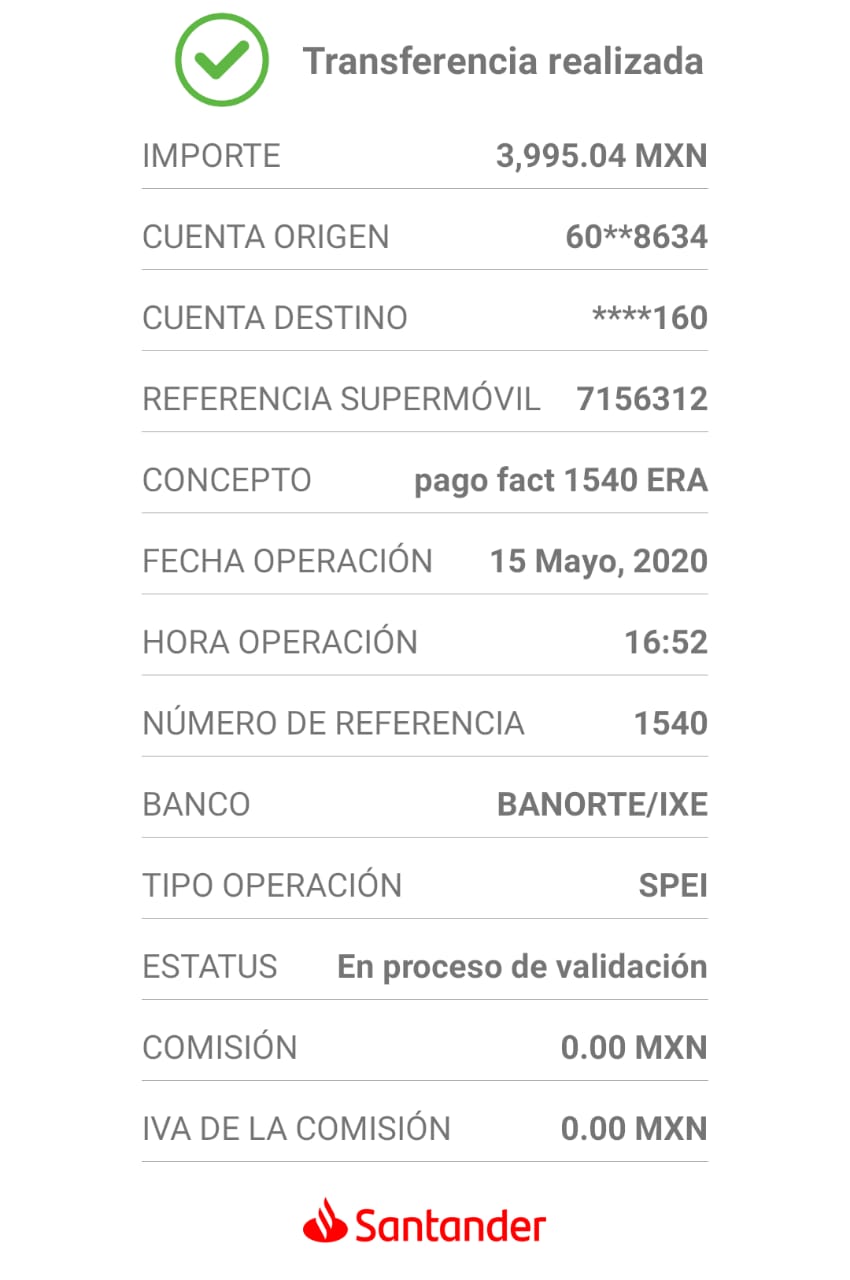 Transferencia realizada
IMPORTE 3,995.04 MXN
CUENTA ORIGEN 60**8634
CUENTA DESTINO ****160
REFERENCIA SUPERMÓVIL 7156312
CONCEPTO pago fact 1540 ERA
FECHA OPERACIÓN 15 Mayo, 2020
HORA OPERACIÓN 16:52
NÚMERO DE REFERENCIA 1540
BANCO BANORTE/IXE
TIPO OPERACIÓN SPEI
ESTATUS En proceso de validación
COMISIÓN 0.00 MXN
IVA DE LA COMISIÓN 0.00 MXN
Santander